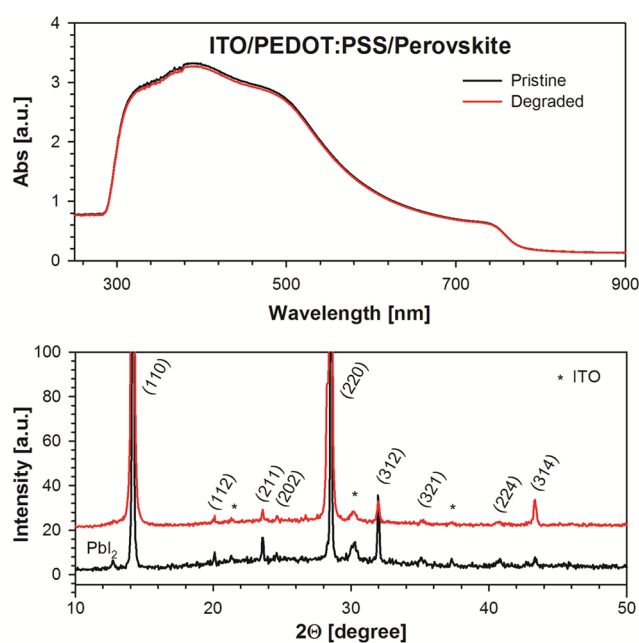 ITO/PEDOT:PSS/Perovskite
Pristine
Degraded
Abs [a.u.]
4
3
2
1
0
300 500 700 900
Wavelength [nm]
Intensity [a.u.]
100
80
60
40
20
0
(110)
(220)
* ITO
(112)
*
(211)
(202)
*
(312)
(321)
*
(224)
(314)
PbI₂
10 20 30 40 50
2Θ [degree]